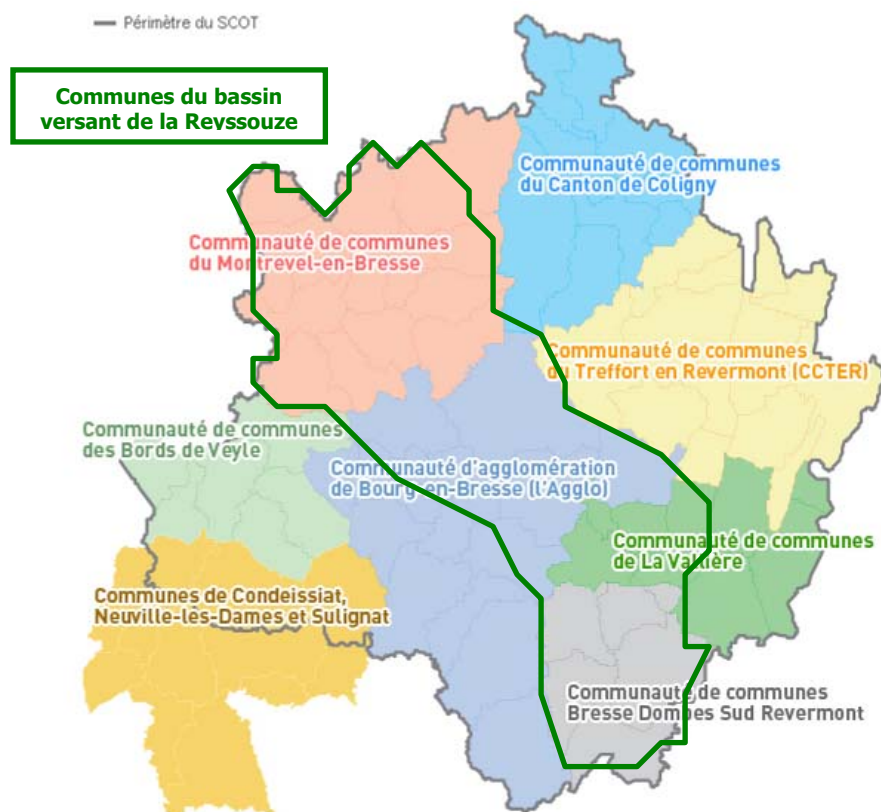 Périmètre du SCOT
Communes du bassin
versant de la Reyssouze
Communauté de communes
du Canton de Coligny
Communauté de communes
du Montrevel-en-Bresse
Communauté de communes
du Treffort en Revermont (CCTER)
Communauté de communes
des Bords de Veyle
Communauté d'agglomération
de Bourg-en-Bresse (l'Agglo)
Communauté de communes
de La Vallière
Communes de Condeissiat,
Neuville-les-Dames et Sulignat
Communauté de communes
Bresse Dombes Sud Revermont